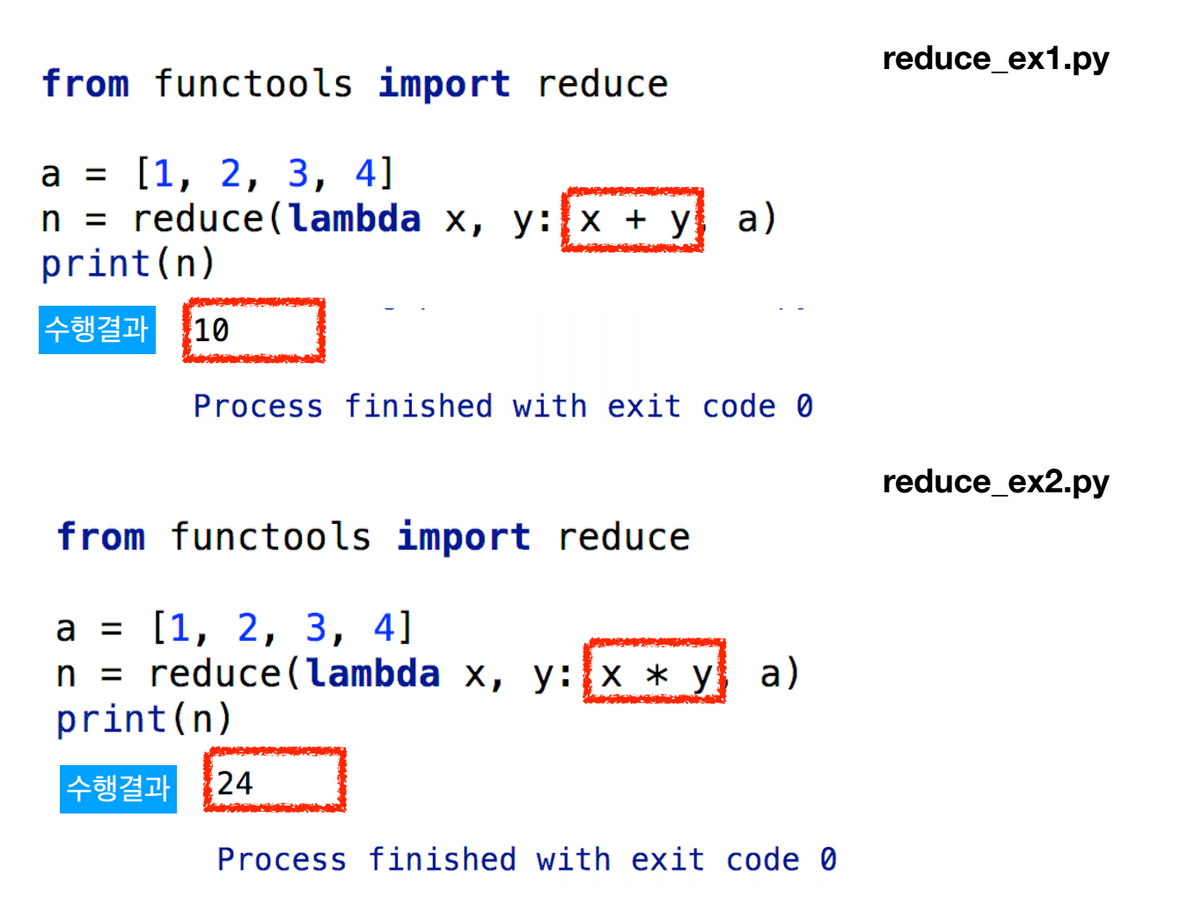 reduce_ex1.py
from functools import reduce
a = [1, 2, 3, 4]
n = reduce(lambda x, y: x + y, a)
print(n)
수행결과 10
Process finished with exit code 0
reduce_ex2.py
from functools import reduce
a = [1, 2, 3, 4]
n = reduce(lambda x, y: x * y, a)
print(n)
수행결과 24
Process finished with exit code 0